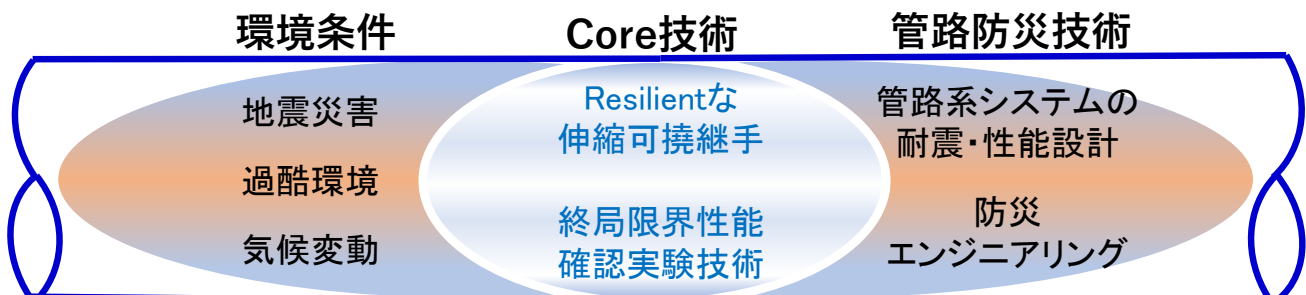 環境条件
Core技術
管路防災技術
地震災害
過酷環境
気候変動
Resilientな
伸縮可撓継手
終局限界性能
確認実験技術
管路系システムの
耐震・性能設計
防災
エンジニアリング